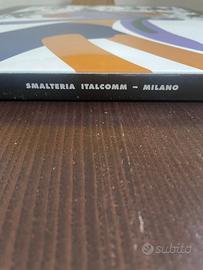 SMALTERIA ITALCOMM – MILANO
subito